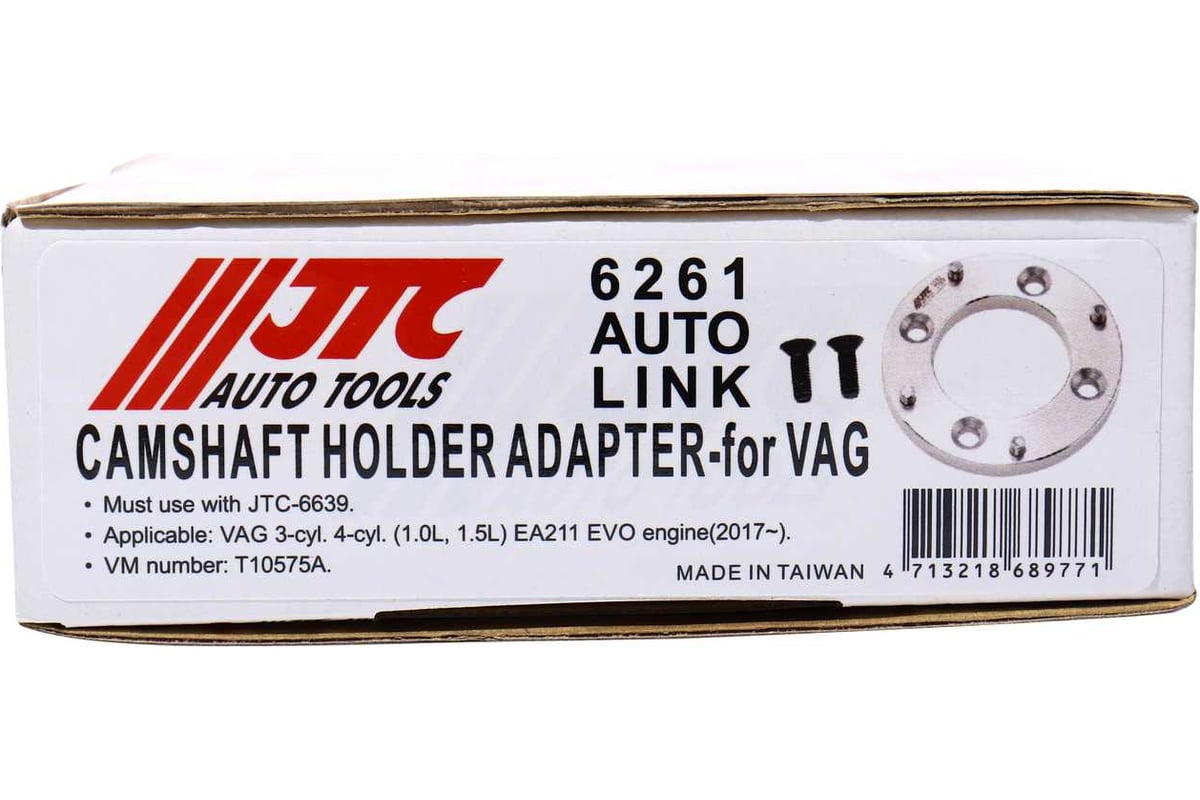 JTC
AUTO TOOLS
6261
AUTO
LINK
CAMSHAFT HOLDER ADAPTER-for VAG
• Must use with JTC-6639.
• Applicable: VAG 3-cyl. 4-cyl. (1.0L, 1.5L) EA211 EVO engine(2017~).
• VM number: T10575A.
MADE IN TAIWAN
4 713218 689771